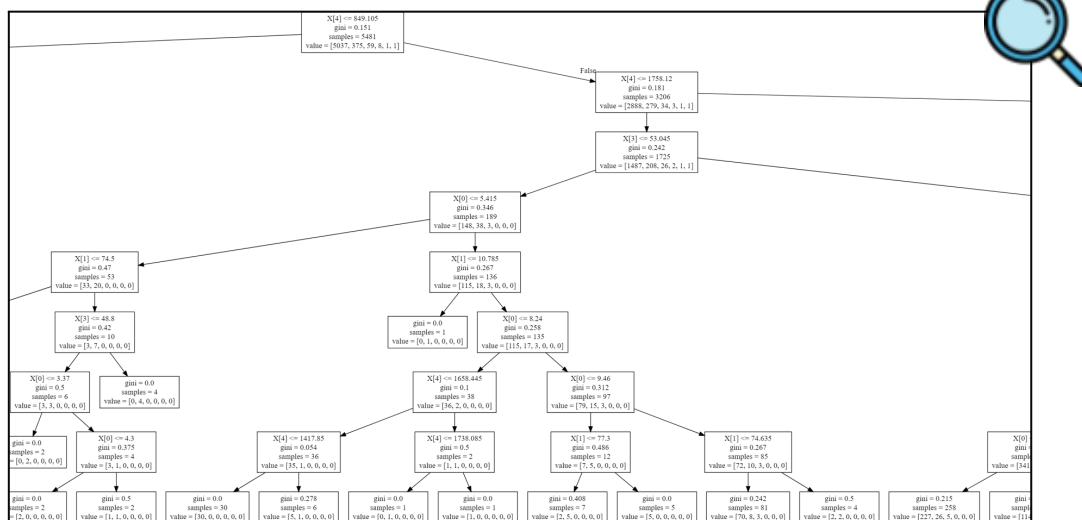 X[4] <= 849.105
gini = 0.151
samples = 5481
value = [5037, 375, 59, 8, 1, 1]
False
X[4] <= 1758.12
gini = 0.181
samples = 3206
value = [2888, 279, 34, 3, 1, 1]
X[3] <= 53.045
gini = 0.242
samples = 1725
value = [1487, 208, 26, 2, 1, 1]
X[0] <= 5.415
gini = 0.346
samples = 189
value = [148, 38, 3, 0, 0, 0]
X[1] <= 74.5
gini = 0.47
samples = 53
value = [33, 20, 0, 0, 0, 0]
X[1] <= 10.785
gini = 0.267
samples = 136
value = [115, 18, 3, 0, 0, 0]
X[3] <= 48.8
gini = 0.42
samples = 10
value = [3, 7, 0, 0, 0, 0]
gini = 0.0
samples = 1
value = [0, 1, 0, 0, 0, 0]
X[0] <= 8.24
gini = 0.258
samples = 135
value = [115, 17, 3, 0, 0, 0]
X[0] <= 3.37
gini = 0.5
samples = 6
value = [3, 3, 0, 0, 0, 0]
gini = 0.0
samples = 4
value = [0, 4, 0, 0, 0, 0]
X[4] <= 1658.445
gini = 0.1
samples = 38
value = [36, 2, 0, 0, 0, 0]
X[0] <= 9.46
gini = 0.312
samples = 97
value = [79, 15, 3, 0, 0, 0]
gini = 0.0
samples = 2
= [0, 2, 0, 0, 0, 0]
X[0] <= 4.3
gini = 0.375
samples = 4
value = [3, 1, 0, 0, 0, 0]
X[4] <= 1417.85
gini = 0.054
samples = 36
value = [35, 1, 0, 0, 0, 0]
X[4] <= 1738.085
gini = 0.5
samples = 2
value = [1, 1, 0, 0, 0, 0]
X[1] <= 77.3
gini = 0.486
samples = 12
value = [7, 5, 0, 0, 0, 0]
X[1] <= 74.635
gini = 0.267
samples = 85
value = [72, 10, 3, 0, 0, 0]
X[0]
gini
[341
gini = 0.0
samples = 2
= [2, 0, 0, 0, 0, 0]
gini = 0.5
samples = 2
value = [1, 1, 0, 0, 0, 0]
gini = 0.0
samples = 30
value = [30, 0, 0, 0, 0, 0]
gini = 0.278
samples = 6
value = [5, 1, 0, 0, 0, 0]
gini = 0.0
samples = 1
value = [0, 1, 0, 0, 0, 0]
gini = 0.0
samples = 1
value = [1, 0, 0, 0, 0, 0]
gini = 0.408
samples = 7
value = [2, 5, 0, 0, 0, 0]
gini = 0.0
samples = 5
value = [5, 0, 0, 0, 0, 0]
gini = 0.242
samples = 81
value = [70, 8, 3, 0, 0, 0]
gini = 0.5
samples = 4
value = [2, 2, 0, 0, 0, 0]
gini = 0.215
samples = 258
value = [227, 26, 5, 0, 0, 0]
gini